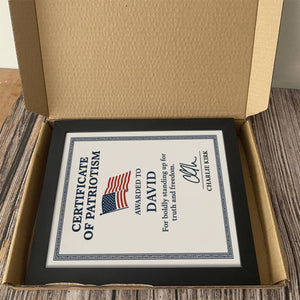 CERTIFICATE
OF PATRIOTISM
AWARDED TO
DAVID
For boldly standing up for
truth and freedom.
CHARLIE KIRK